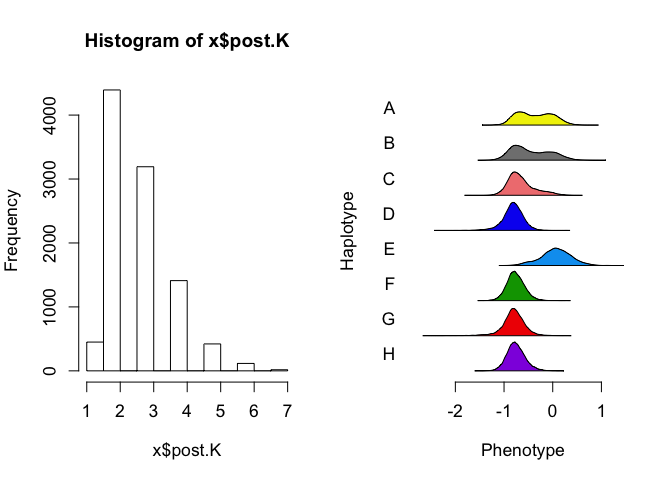 Histogram of x$post.K
Frequency
0
1000
2000
3000
4000
1 2 3 4 5 6 7
x$post.K
Haplotype
A
B
C
D
E
F
G
H
-2 -1 0 1
Phenotype